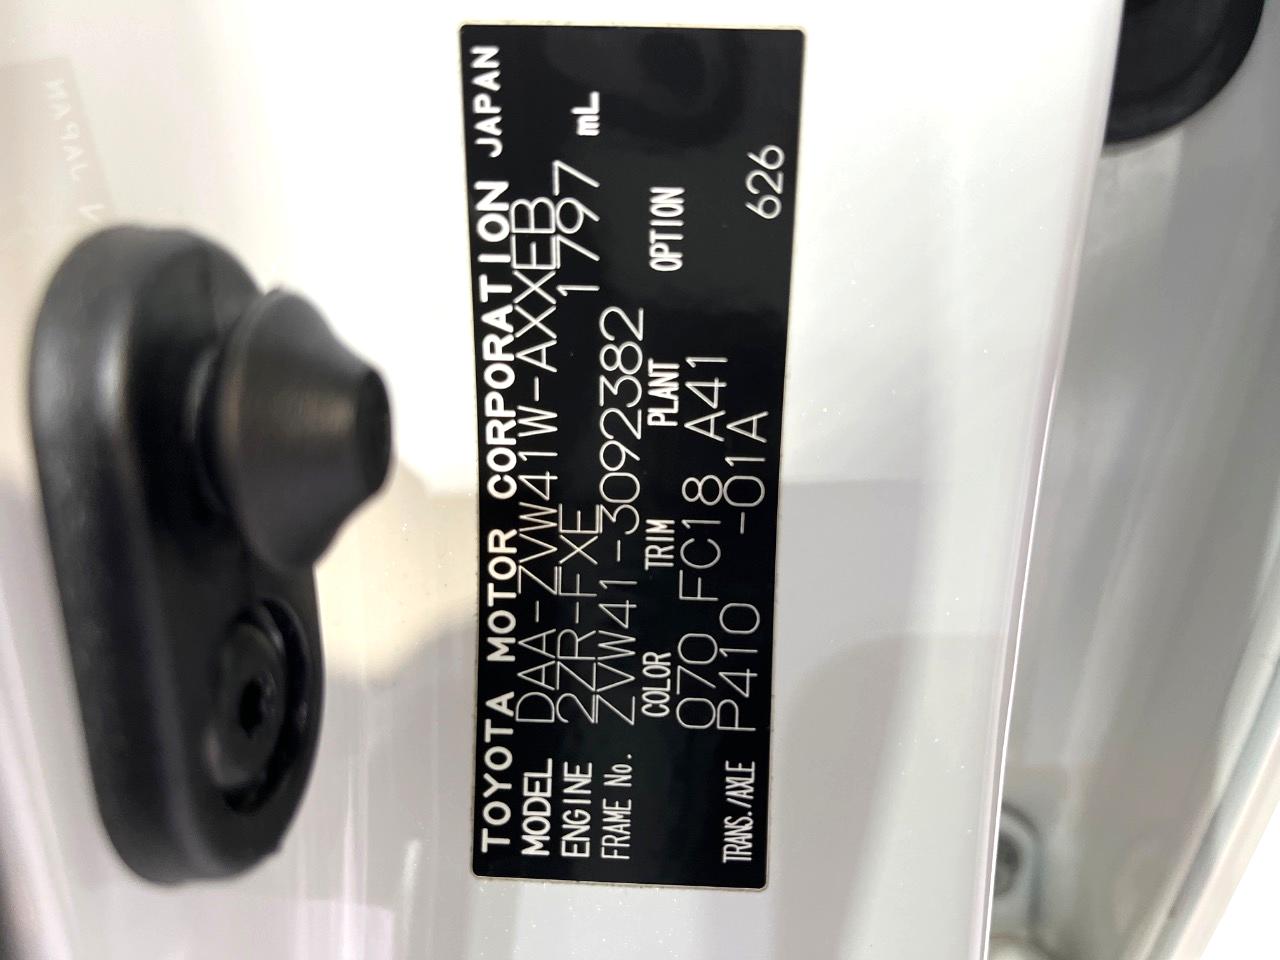 TOYOTA MOTOR CORPORATION JAPAN
MODEL DAA-ZVW41W-AXXEB
ENGINE 2ZR-FXE 1797 mL
FRAME No. ZVW41-3092382
COLOR TRIM PLANT OPTION
070 FC18 A41
TRANS./AXLE P410 -01A 626